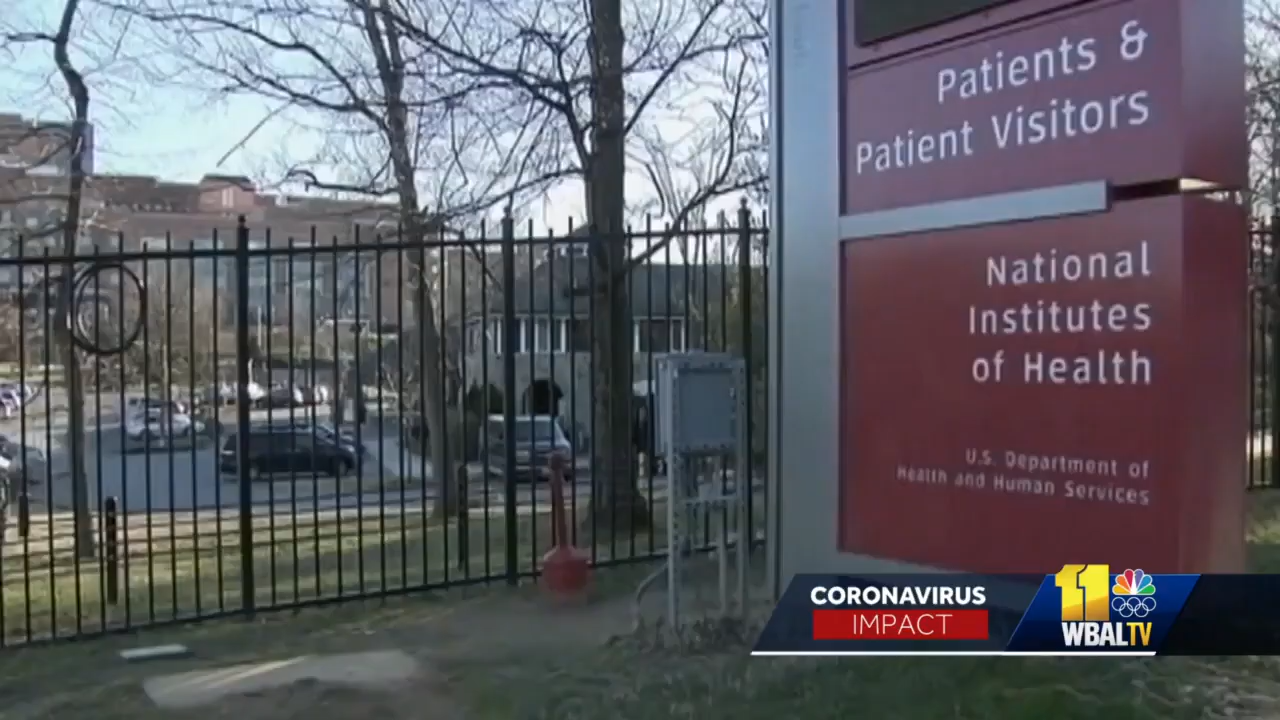 Patients &
Patient Visitors
National
Institutes
of Health
U.S. Department of
Health and Human Services
CORONAVIRUS
IMPACT
11
WBALTV